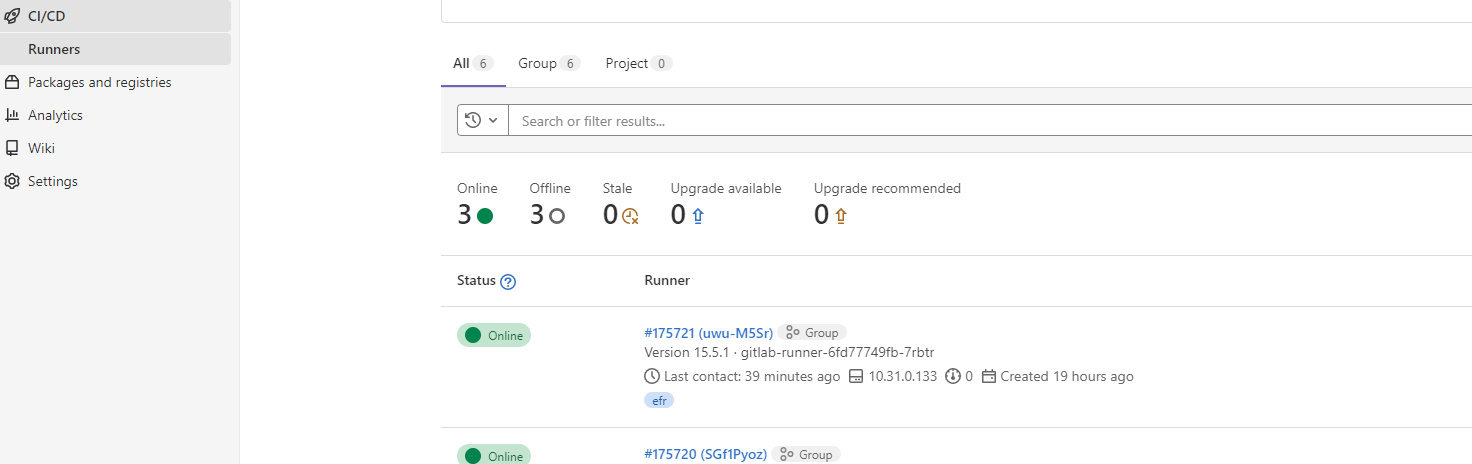 CI/CD
Runners
Packages and registries
Analytics
Wiki
Settings
All 6 Group 6 Project 0
Search or filter results...
Online Offline Stale Upgrade available Upgrade recommended
3 3 0 0 0
Status ? Runner
Online #175721 (uwu-M5Sr) Group
Version 15.5.1 · gitlab-runner-6fd77749fb-7rbtr
Last contact: 39 minutes ago 10.31.0.133 0 Created 19 hours ago
efr
Online #175720 (SGf1Pyoz) Group